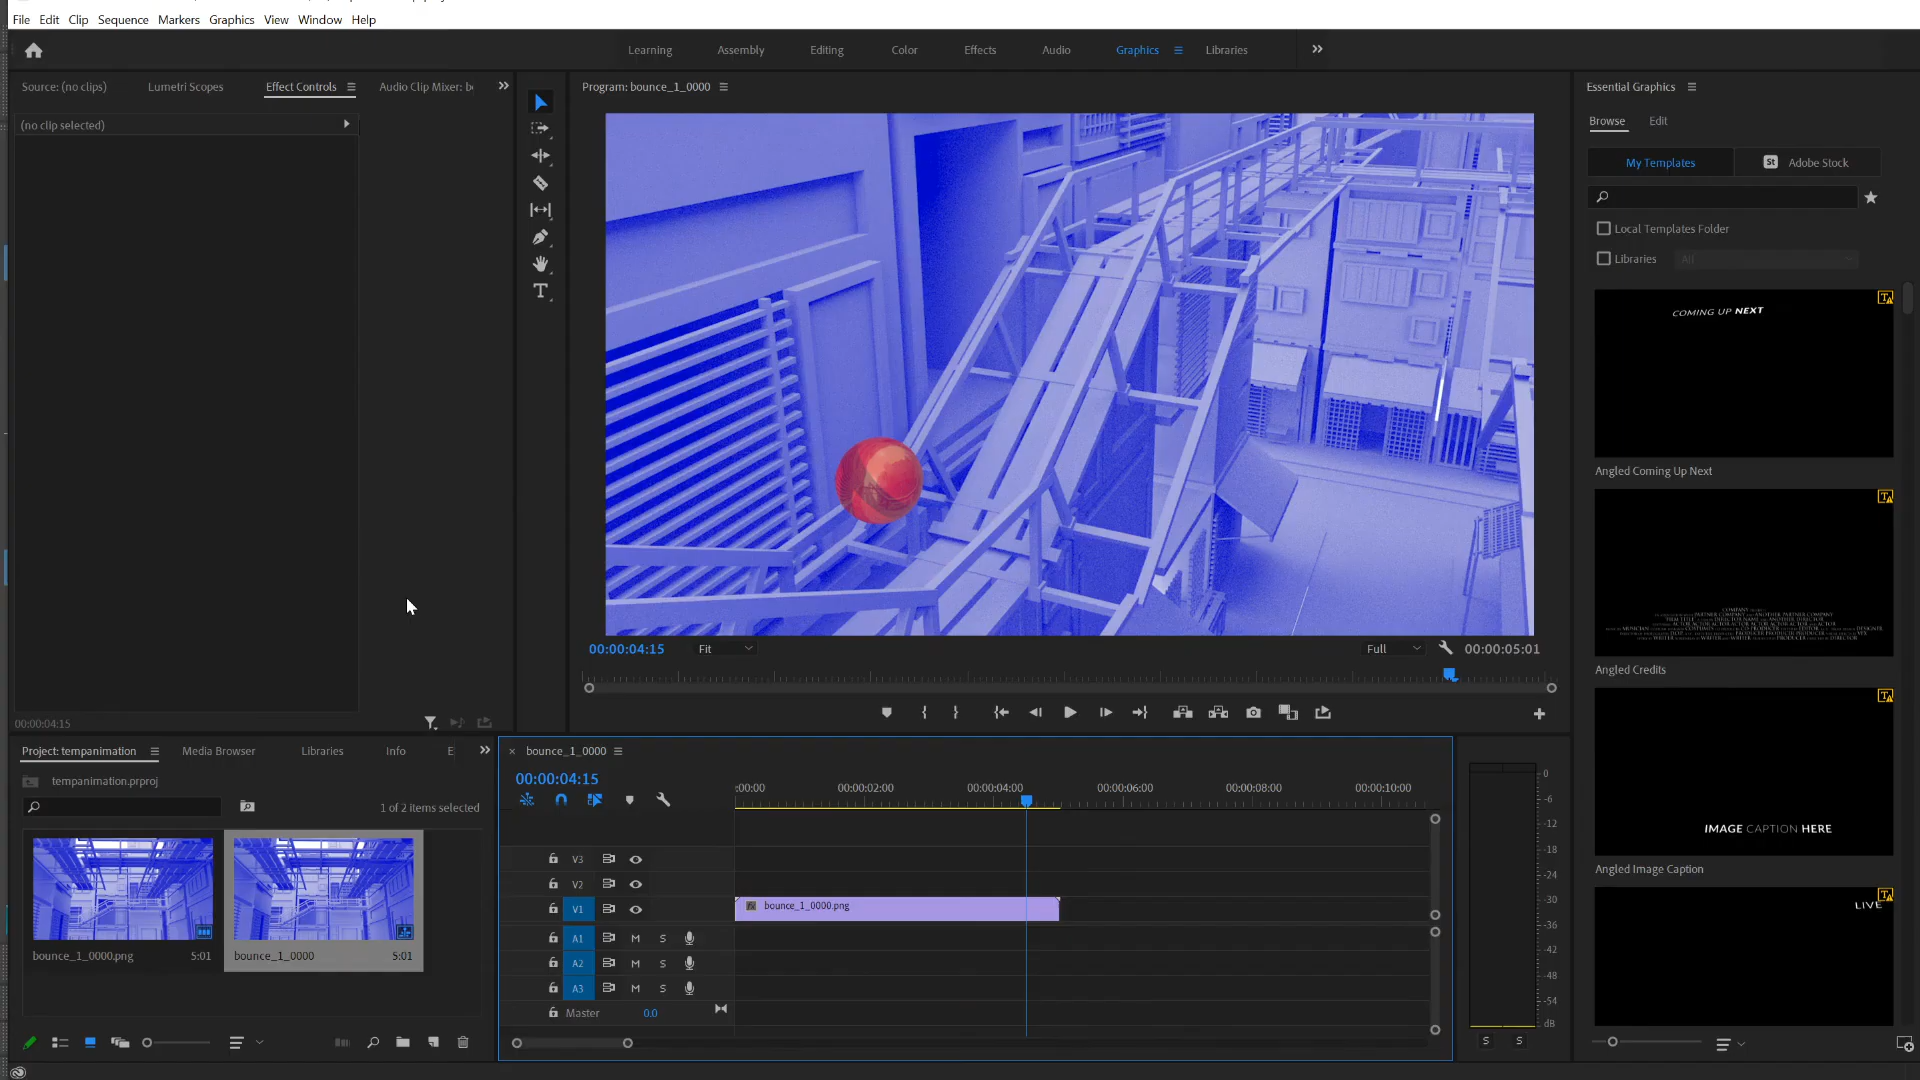 File Edit Clip Sequence Markers Graphics View Window Help
Learning Assembly Editing Color Effects Audio Graphics Libraries
Source: (no clips) Lumetri Scopes Effect Controls Audio Clip Mixer:
(no clip selected)
00:00:04:15
Program: bounce_1_0000
00:00:04:15 Fit Full 00:00:05:01
Essential Graphics
Browse Edit
My Templates St Adobe Stock
Local Templates Folder
Libraries All
COMING UP NEXT
Angled Coming Up Next
Angled Credits
IMAGE CAPTION HERE
Angled Image Caption
LIVE
Project: tempanimation Media Browser Libraries Info E
tempanimation.prproj
1 of 2 items selected
bounce_1_0000.png 5:01
bounce_1_0000 5:01
bounce_1_0000
00:00:04:15
:00:00 00:00:02:00 00:00:04:00 00:00:06:00 00:00:08:00 00:00:10:00
V3
V2
V1 fx bounce_1_0000.png
A1 M S
A2 M S
A3 M S
Master 0.0
0
-6
-12
-18
-24
-30
-36
-42
-48
-54
dB
S S